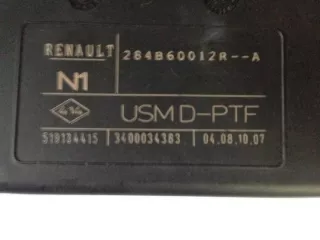 RENAULT 284B60012R--A
N1
USM D-PTF
519134415 3400034383 04.08.10.07